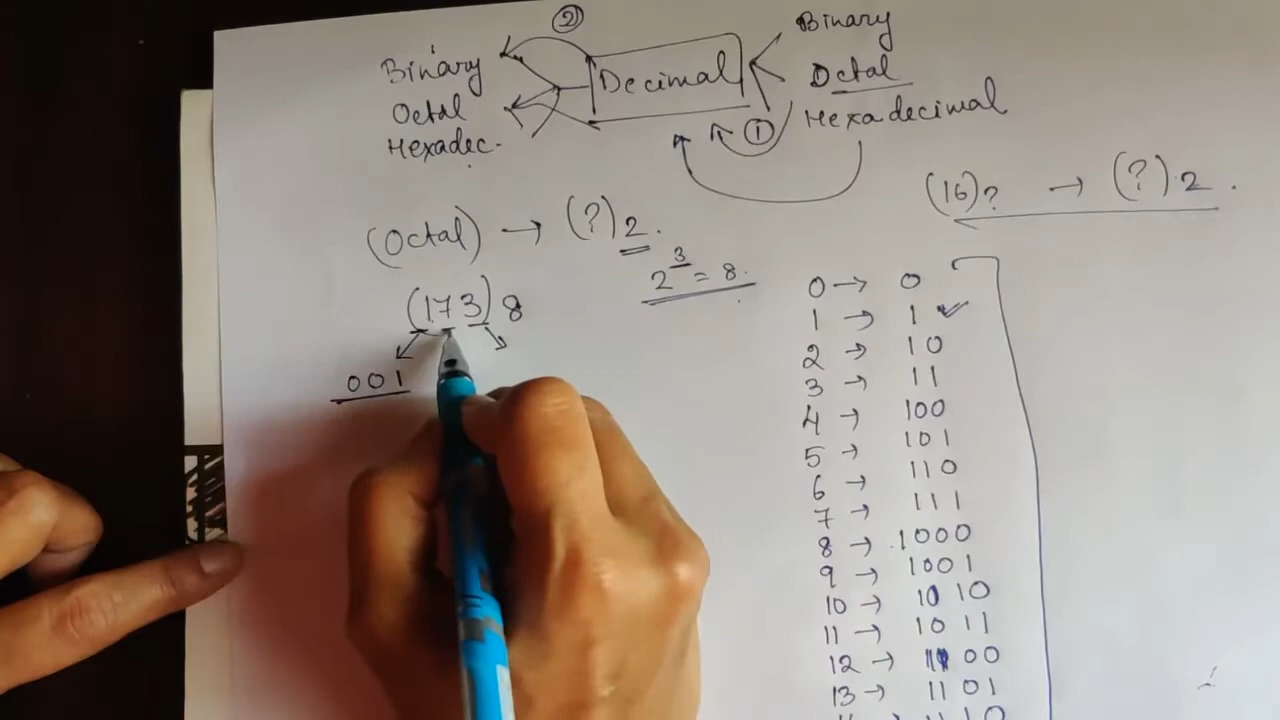 ②
Binary
Octal
Hexadec.
Decimal
Binary
Octal
Hexadecimal
①
(16)? → (?)2.
(Octal) → (?)2.
2^3 = 8.
(173)8
001
0 → 0
1 → 1 ✓
2 → 10
3 → 11
4 → 100
5 → 101
6 → 110
7 → 111
8 → 1000
9 → 1001
10 → 1010
11 → 1011
12 → 1100
13 → 1101